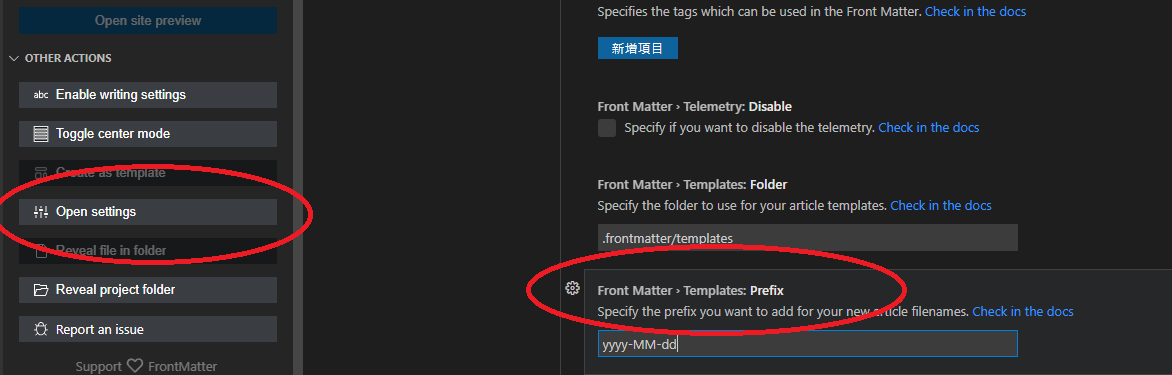 Open site preview
OTHER ACTIONS
abc Enable writing settings
Toggle center mode
Create as template
Open settings
Reveal file in folder
Reveal project folder
Report an issue
Support FrontMatter
Specifies the tags which can be used in the Front Matter. Check in the docs
新增項目
Front Matter › Telemetry: Disable
Specify if you want to disable the telemetry. Check in the docs
Front Matter › Templates: Folder
Specify the folder to use for your article templates. Check in the docs
.frontmatter/templates
Front Matter › Templates: Prefix
Specify the prefix you want to add for your new article filenames. Check in the docs
yyyy-MM-dd